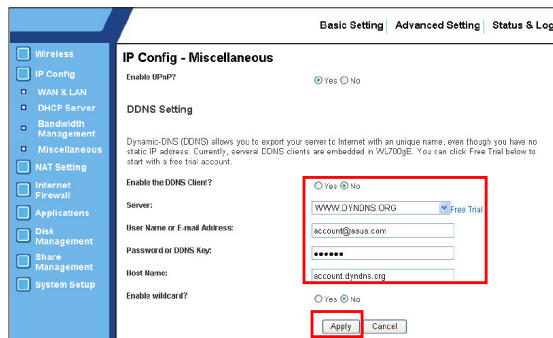 Basic Setting Advanced Setting Status & Log
Wireless
IP Config
WAN & LAN
DHCP Server
Bandwidth
Management
Miscellaneous
NAT Setting
Internet
Firewall
Applications
Disk
Management
Share
Management
System Setup
IP Config - Miscellaneous
Enable UPnP? Yes No
DDNS Setting
Dynamic-DNS (DDNS) allows you to export your server to Internet with an unique name, even though you have no
static IP address. Currently, several DDNS clients are embedded in WL700gE. You can click Free Trial below to
start with a free trial account.
Enable the DDNS Client? Yes No
Server: WWW.DYNDNS.ORG Free Trial
User Name or E-mail Address: account@asus.com
Password or DDNS Key: ••••••
Host Name: account.dyndns.org
Enable wildcard? Yes No
Apply Cancel